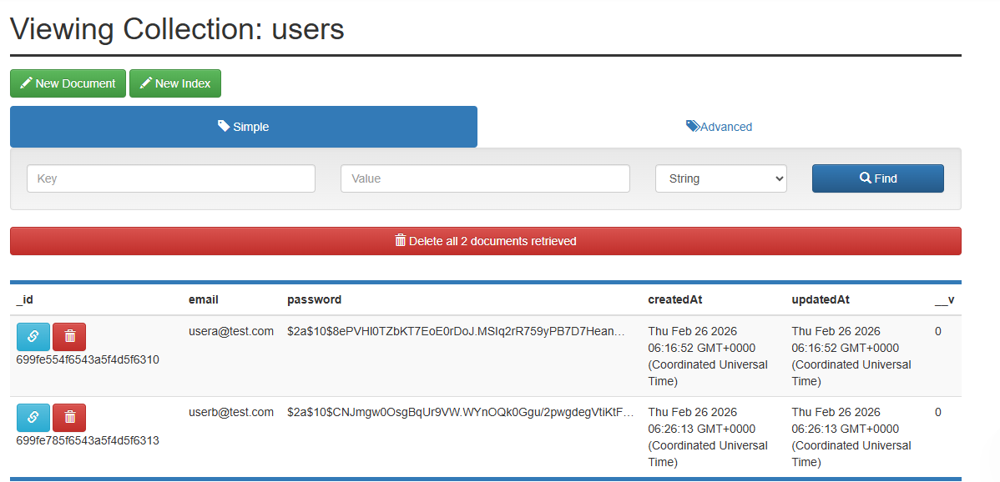 Viewing Collection: users
New Document New Index
Simple Advanced
Key Value String Find
Delete all 2 documents retrieved
_id email password createdAt updatedAt __v
usera@test.com $2a$10$8ePVHl0TZbKT7EoE0rDoJ.MSlq2rR759yPB7D7Hean… Thu Feb 26 2026 Thu Feb 26 2026 0
06:16:52 GMT+0000 06:16:52 GMT+0000
699fe554f6543a5f4d5f6310 (Coordinated Universal (Coordinated Universal
Time) Time)
userb@test.com $2a$10$CNJmgw0OsgBqUr9VW.WYnOQk0Ggu/2pwgdegVtiKtF… Thu Feb 26 2026 Thu Feb 26 2026 0
06:26:13 GMT+0000 06:26:13 GMT+0000
699fe785f6543a5f4d5f6313 (Coordinated Universal (Coordinated Universal
Time) Time)